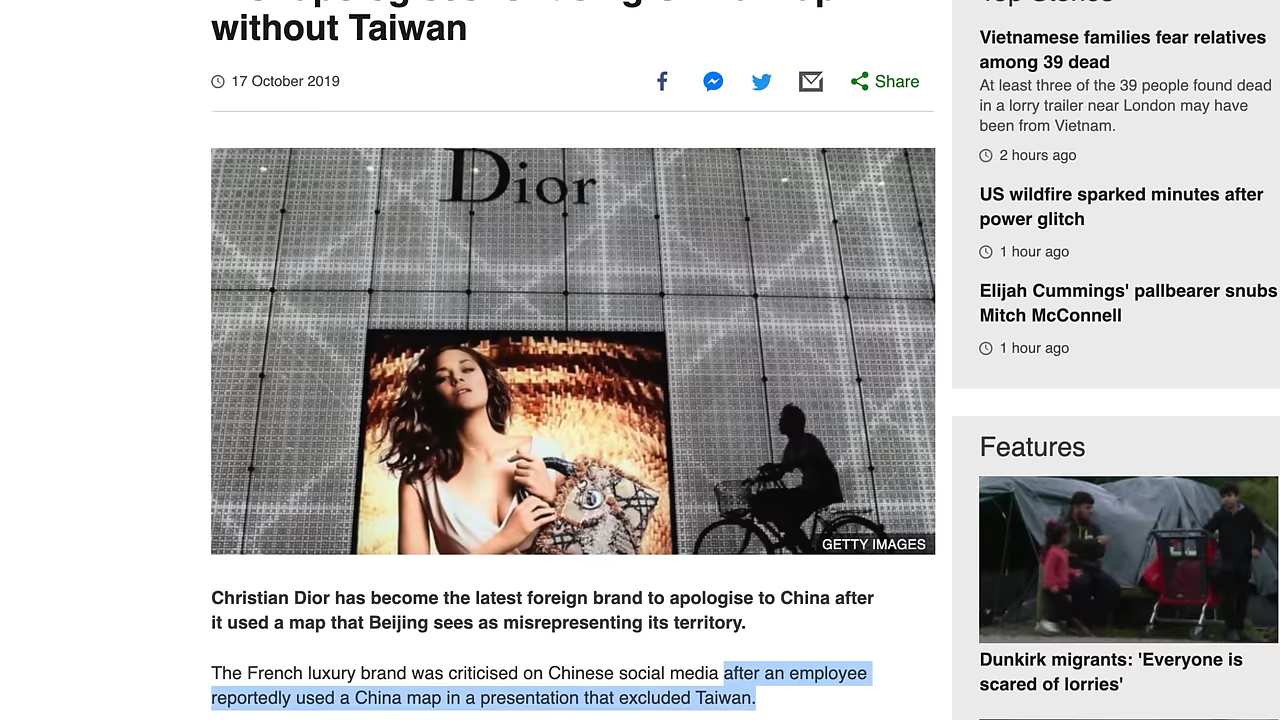 without Taiwan
17 October 2019
Share
Dior
GETTY IMAGES
Christian Dior has become the latest foreign brand to apologise to China after
it used a map that Beijing sees as misrepresenting its territory.
The French luxury brand was criticised on Chinese social media after an employee
reportedly used a China map in a presentation that excluded Taiwan.
Top Stories
Vietnamese families fear relatives
among 39 dead
At least three of the 39 people found dead
in a lorry trailer near London may have
been from Vietnam.
2 hours ago
US wildfire sparked minutes after
power glitch
1 hour ago
Elijah Cummings' pallbearer snubs
Mitch McConnell
1 hour ago
Features
Dunkirk migrants: 'Everyone is
scared of lorries'